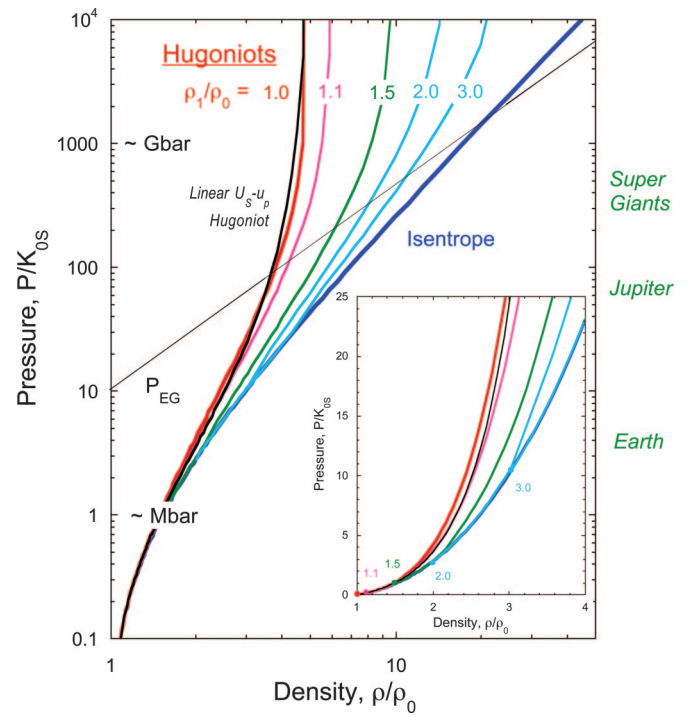 Hugoniots
ρ₁/ρ₀ = 1.0
1.1
1.5
2.0
3.0
~ Gbar
Linear U_S-u_p
Hugoniot
Isentrope
P_EG
~ Mbar
Super
Giants
Jupiter
Earth
Pressure, P/K₀S
10⁴
1000
100
10
1
0.1
1
10
Density, ρ/ρ₀
Pressure, P/K₀S
25
20
15
10
5
0
1.1
1.5
2.0
3.0
1
2
3
4
Density, ρ/ρ₀